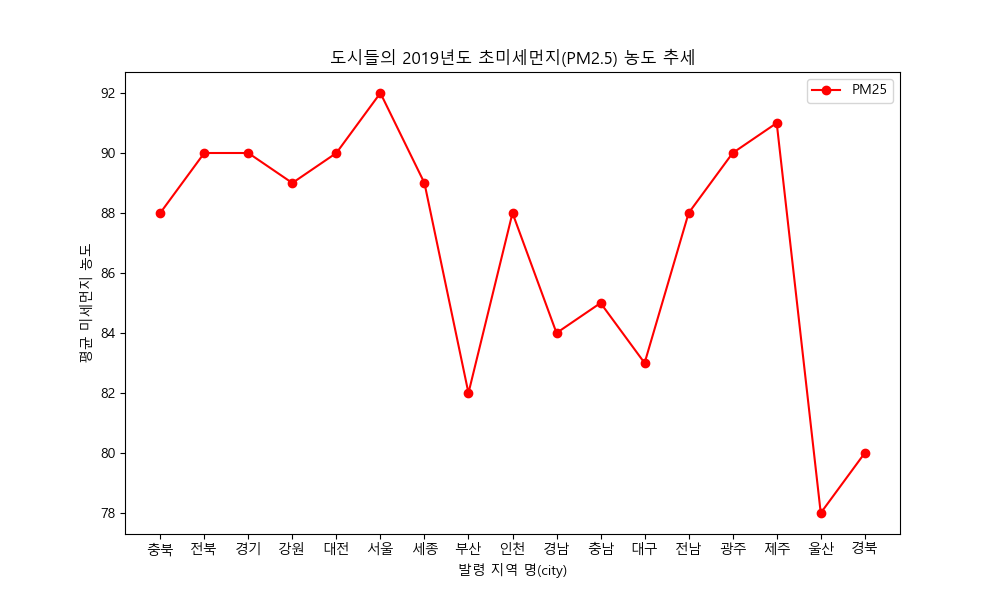 도시들의 2019년도 초미세먼지(PM2.5) 농도 추세
PM25
평균 미세먼지 농도
92
90
88
86
84
82
80
78
충북 전북 경기 강원 대전 서울 세종 부산 인천 경남 충남 대구 전남 광주 제주 울산 경북
발령 지역 명(city)